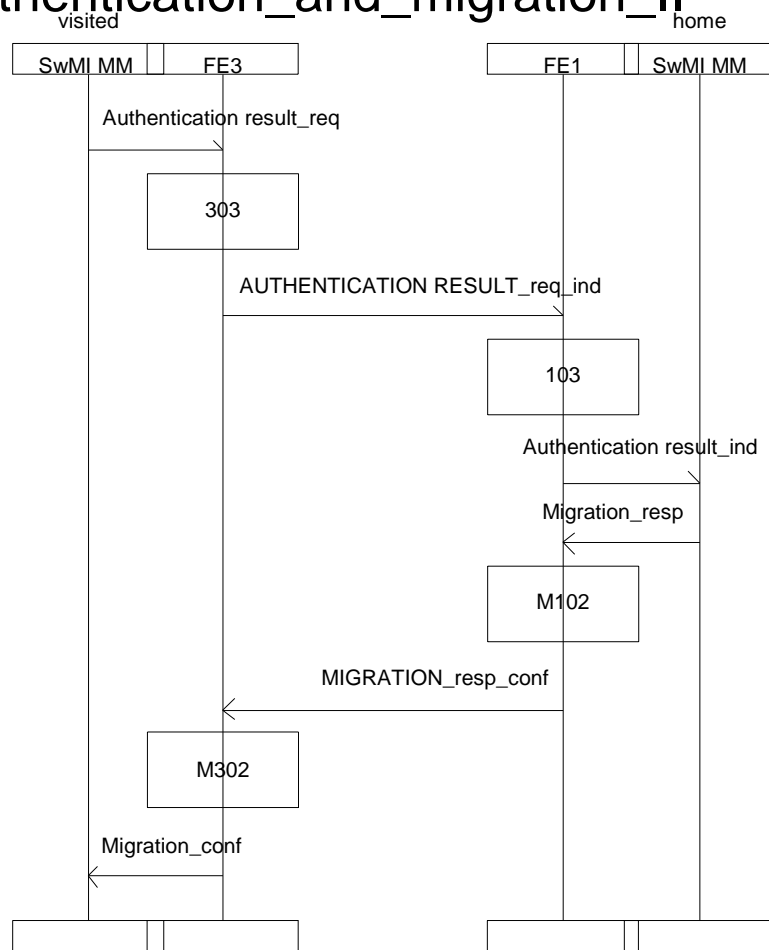 visited
home
SwMI MM FE3 FE1 SwMI MM
Authentication result_req
303
AUTHENTICATION RESULT_req_ind
103
Authentication result_ind
Migration_resp
M102
MIGRATION_resp_conf
M302
Migration_conf